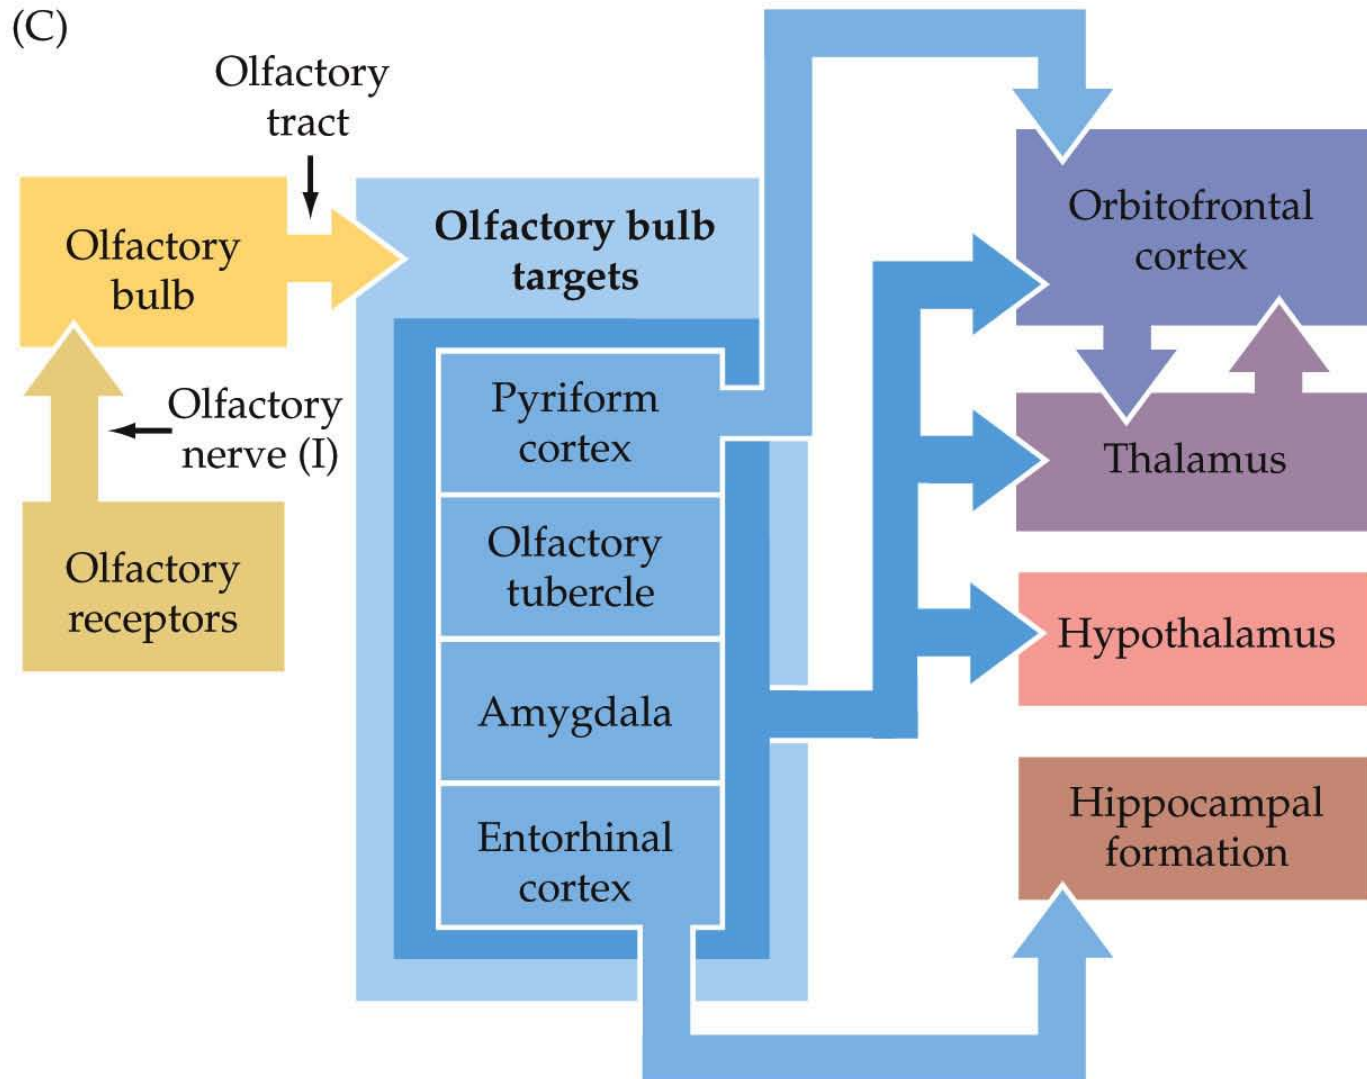 (C)
Olfactory
tract
Olfactory
bulb
Olfactory
nerve (I)
Olfactory
receptors
Olfactory bulb
targets
Pyriform
cortex
Olfactory
tubercle
Amygdala
Entorhinal
cortex
Orbitofrontal
cortex
Thalamus
Hypothalamus
Hippocampal
formation